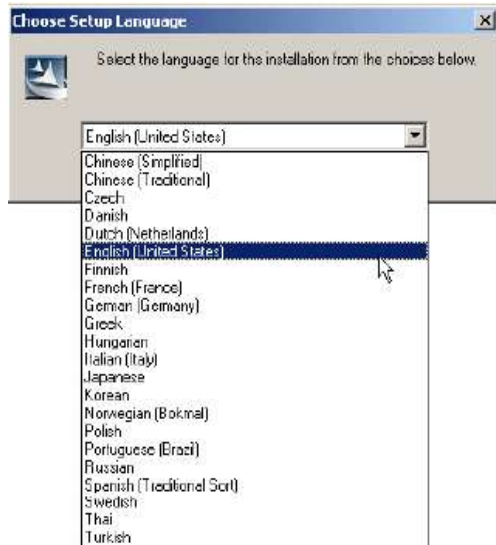 Choose Setup Language
Select the language for the installation from the choices below.
English (United States)
Chinese (Simplified)
Chinese (Traditional)
Czech
Danish
Dutch (Netherlands)
English (United States)
Finnish
French (France)
German (Germany)
Greek
Hungarian
Italian (Italy)
Japanese
Korean
Norwegian (Bokmal)
Polish
Portuguese (Brazil)
Russian
Spanish (Traditional Sort)
Swedish
Thai
Turkish